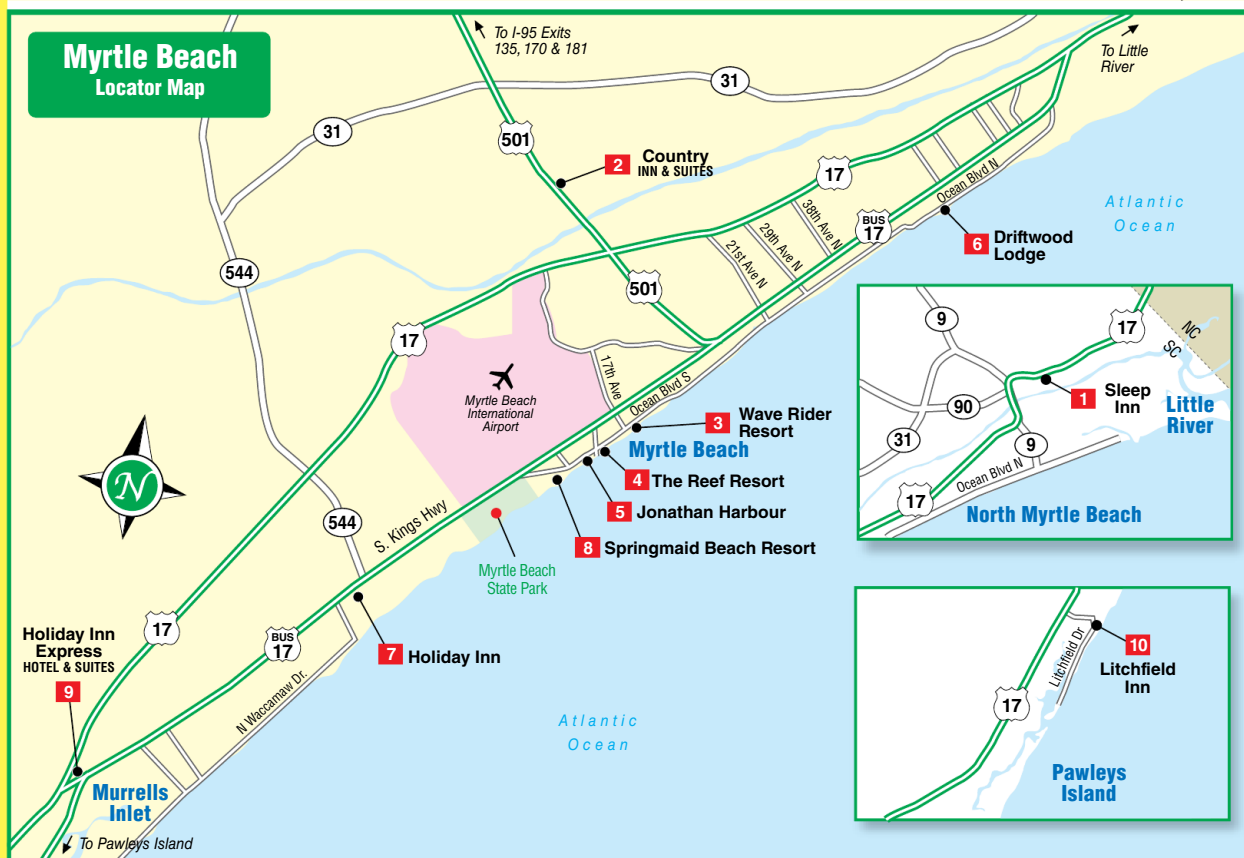 Myrtle Beach
Locator Map
To I-95 Exits
135, 170 & 181
To Little
River
31
31
501
2
Country
INN & SUITES
17
38th Ave N
29th Ave N
21st Ave N
BUS
17
Ocean Blvd N
Atlantic
Ocean
6
Driftwood
Lodge
544
501
17
Myrtle Beach
International
Airport
17th Ave
Ocean Blvd S
3
Wave Rider
Resort
Myrtle Beach
4
The Reef Resort
5
Jonathan Harbour
8
Springmaid Beach Resort
N
544
S. Kings Hwy
Myrtle Beach
State Park
17
BUS
17
7
Holiday Inn
Holiday Inn
Express
HOTEL & SUITES
9
N Waccamaw Dr.
Atlantic
Ocean
Murrells
Inlet
To Pawleys Island
9
17
NC
SC
1
Sleep
Inn
Little
River
90
31
9
Ocean Blvd N
17
North Myrtle Beach
10
Litchfield
Inn
Litchfield Dr
17
Pawleys
Island